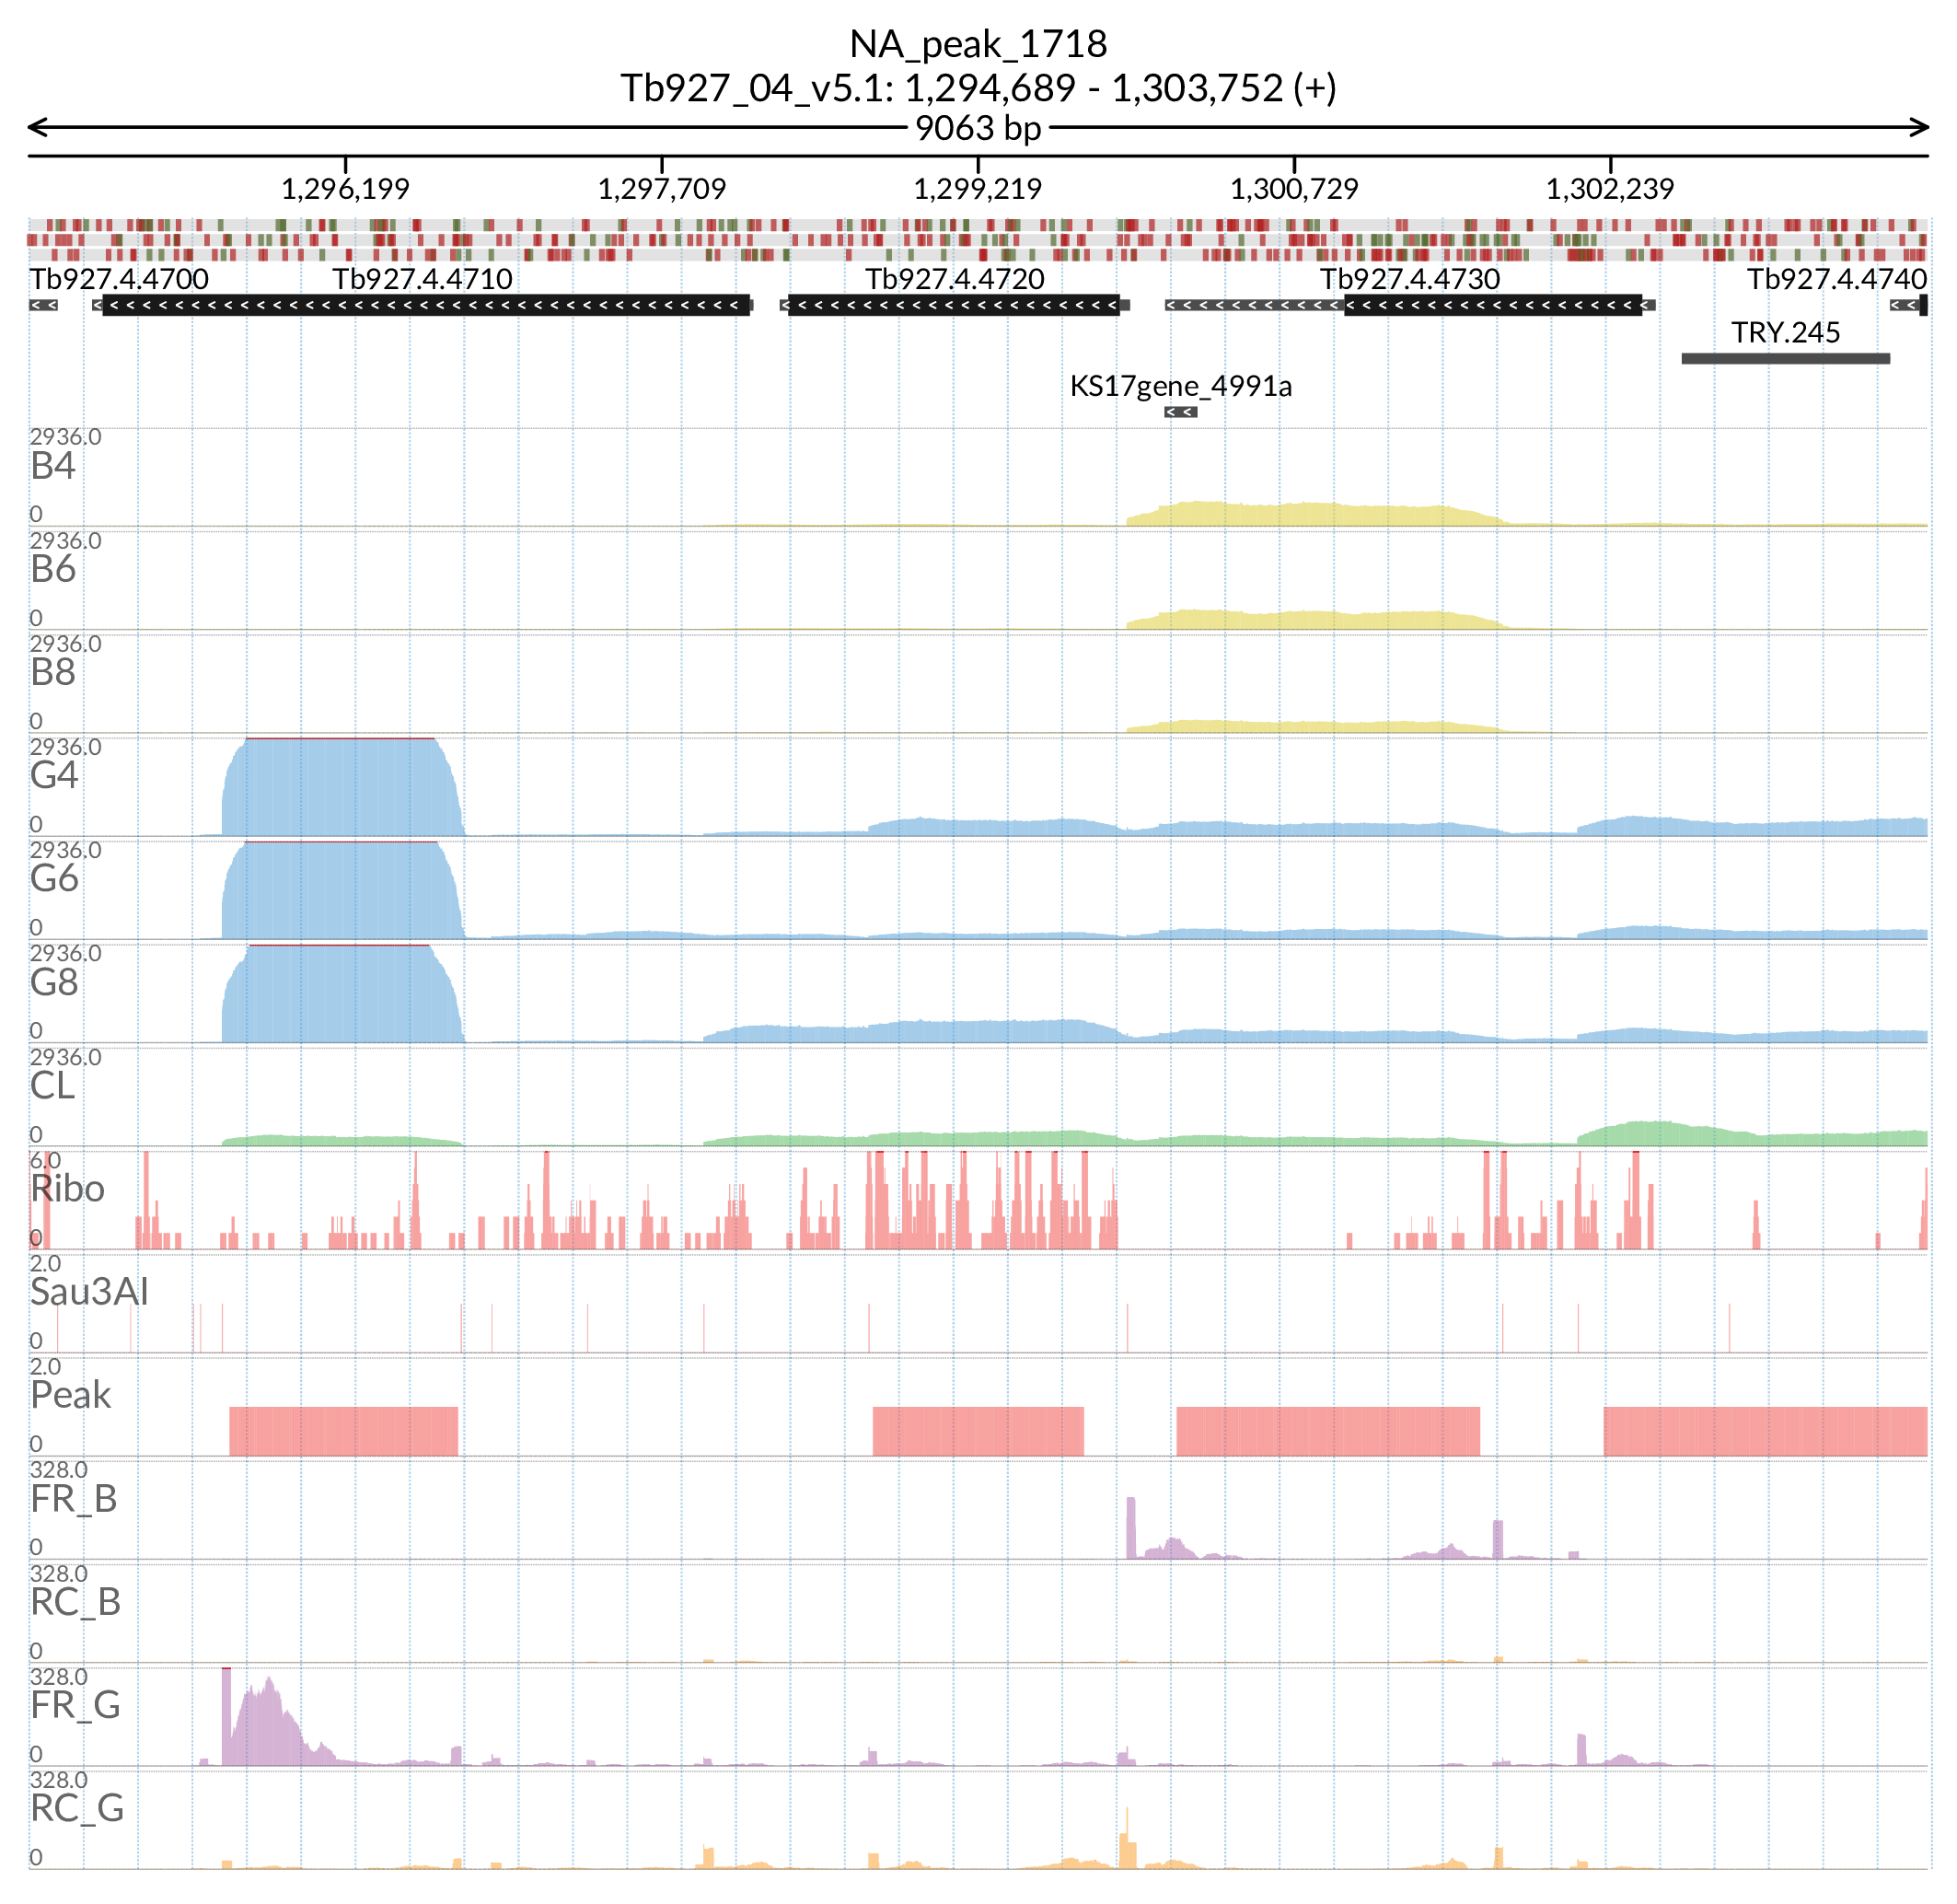 NA_peak_1718
Tb927_04_v5.1: 1,294,689 - 1,303,752 (+)
9063 bp
1,296,199 1,297,709 1,299,219 1,300,729 1,302,239
Tb927.4.4700 Tb927.4.4710 Tb927.4.4720 Tb927.4.4730 Tb927.4.4740
TRY.245
KS17gene_4991a
2936.0
B4
0
2936.0
B6
0
2936.0
B8
0
2936.0
G4
0
2936.0
G6
0
2936.0
G8
0
2936.0
CL
0
6.0
Ribo
0
2.0
Sau3AI
0
2.0
Peak
0
328.0
FR_B
0
328.0
RC_B
0
328.0
FR_G
0
328.0
RC_G
0